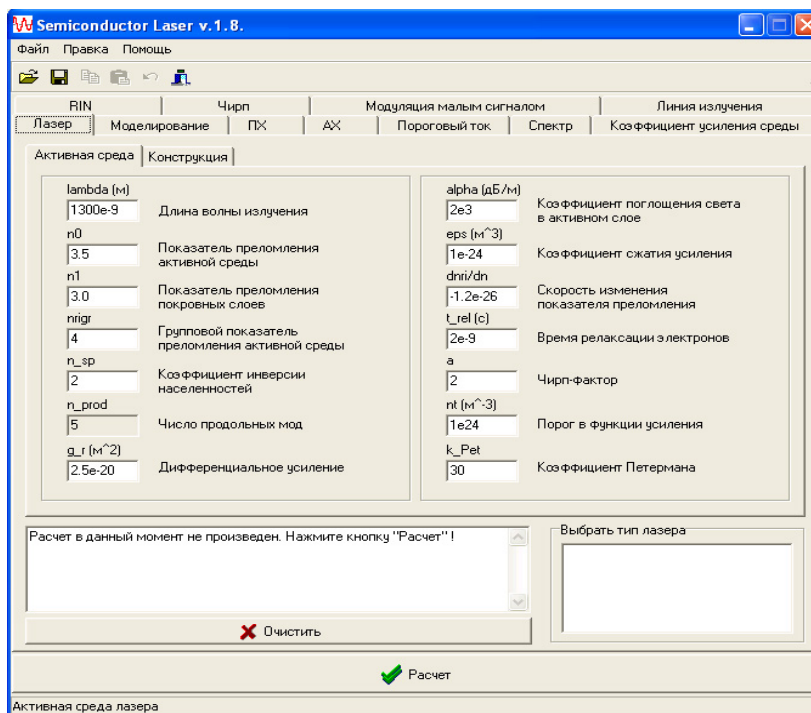 Semiconductor Laser v.1.8.
Файл Правка Помощь
RIN Чирп Модуляция малым сигналом Линия излучения
Лазер Моделирование ПХ АХ Пороговый ток Спектр Коэффициент усиления среды
Активная среда Конструкция
lambda (м)
1300e-9 Длина волны излучения
n0
3.5 Показатель преломления
активной среды
n1
3.0 Показатель преломления
покровных слоев
nrigr
4 Групповой показатель
преломления активной среды
n_sp
2 Коэффициент инверсии
населенностей
n_prod
5 Число продольных мод
g_r (м^2)
2.5e-20 Дифференциальное усиление
alpha (дБ/м)
2e3 Коэффициент поглощения света
в активном слое
eps (м^3)
1e-24 Коэффициент сжатия усиления
dnri/dn
-1.2e-26 Скорость изменения
показателя преломления
t_rel (с)
2e-9 Время релаксации электронов
a
2 Чирп-фактор
nt (м^-3)
1e24 Порог в функции усиления
k_Pet
30 Коэффициент Петермана
Расчет в данный момент не произведен. Нажмите кнопку "Расчет" !
Выбрать тип лазера
Очистить
Расчет
Активная среда лазера